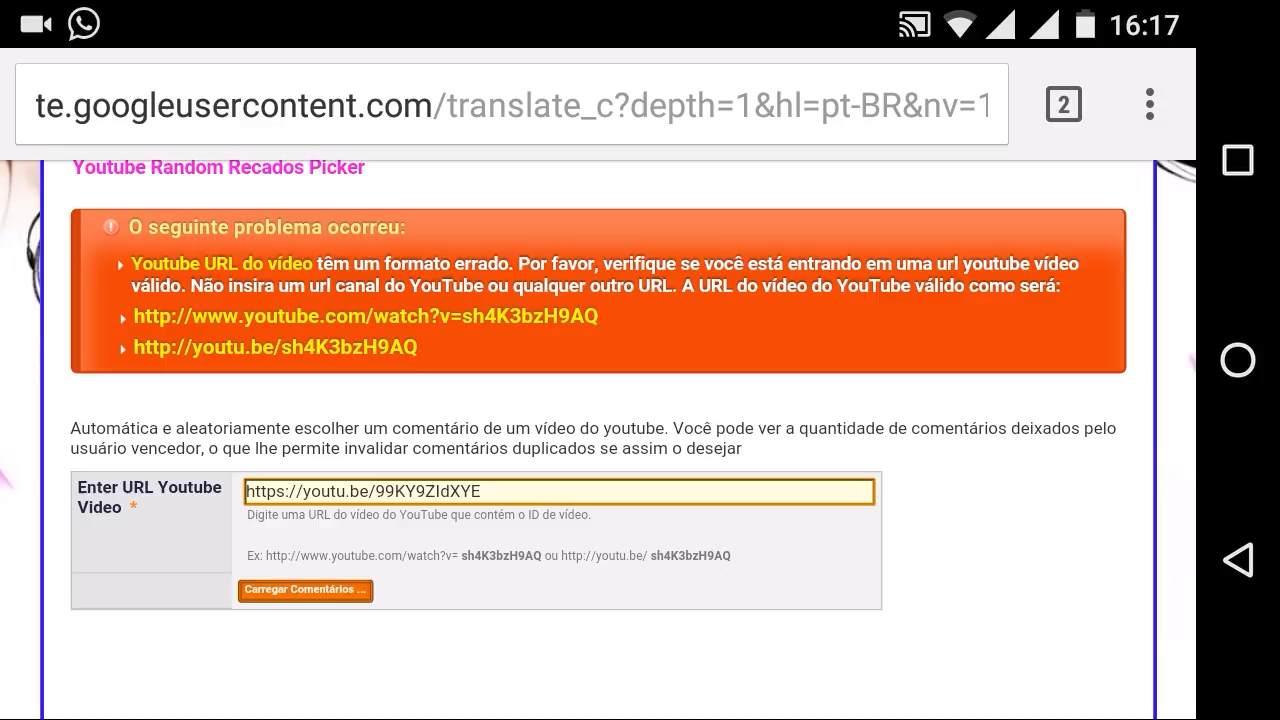 16:17
te.googleusercontent.com/translate_c?depth=1&hl=pt-BR&nv=1
2
Youtube Random Recados Picker
O seguinte problema ocorreu:
Youtube URL do vídeo têm um formato errado. Por favor, verifique se você está entrando em uma url youtube vídeo
válido. Não insira um url canal do YouTube ou qualquer outro URL. A URL do vídeo do YouTube válido como será:
http://www.youtube.com/watch?v=sh4K3bzH9AQ
http://youtu.be/sh4K3bzH9AQ
Automática e aleatoriamente escolher um comentário de um vídeo do youtube. Você pode ver a quantidade de comentários deixados pelo
usuário vencedor, o que lhe permite invalidar comentários duplicados se assim o desejar
Enter URL Youtube
Video *
https://youtu.be/99KY9ZIdXYE
Digite uma URL do vídeo do YouTube que contém o ID de vídeo.
Ex: http://www.youtube.com/watch?v= sh4K3bzH9AQ ou http://youtu.be/ sh4K3bzH9AQ
Carregar Comentários ...